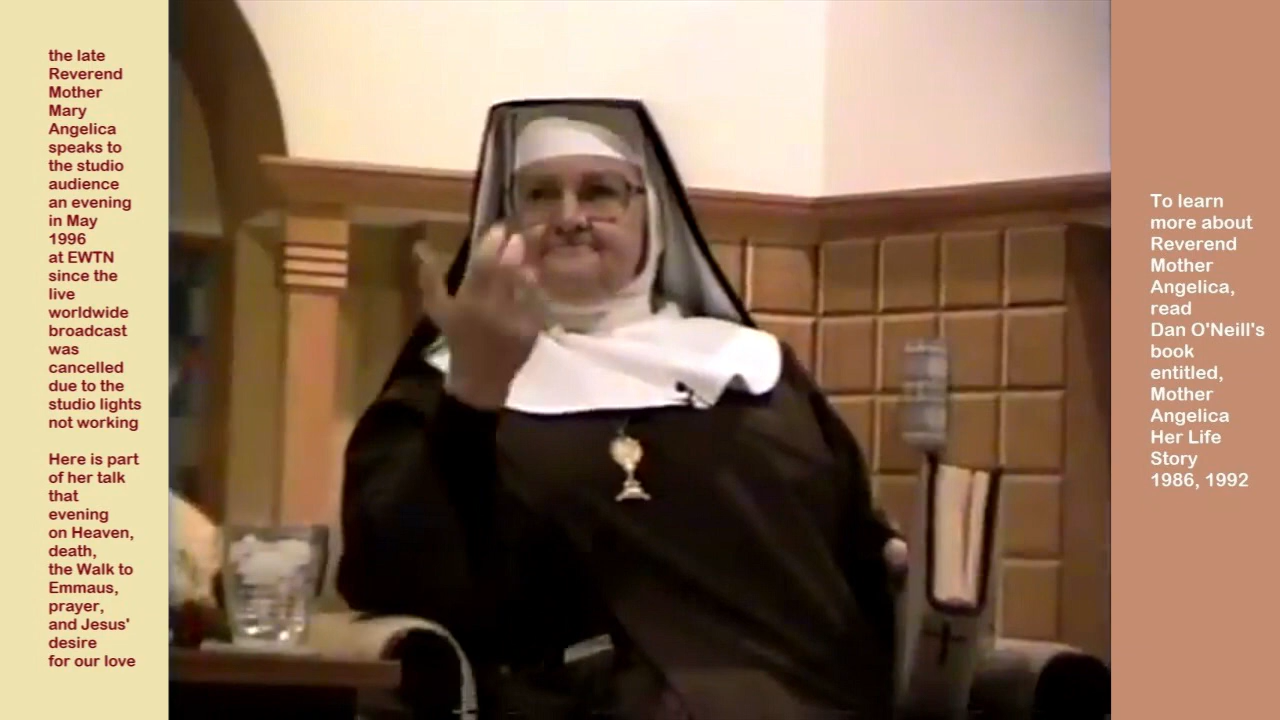 the late
Reverend
Mother
Mary
Angelica
speaks to
the studio
audience
an evening
in May
1996
at EWTN
since the
live
worldwide
broadcast
was
cancelled
due to the
studio lights
not working
Here is part
of her talk
that
evening
on Heaven,
death,
the Walk to
Emmaus,
prayer,
and Jesus'
desire
for our love
To learn
more about
Reverend
Mother
Angelica,
read
Dan O'Neill's
book
entitled,
Mother
Angelica
Her Life
Story
1986, 1992